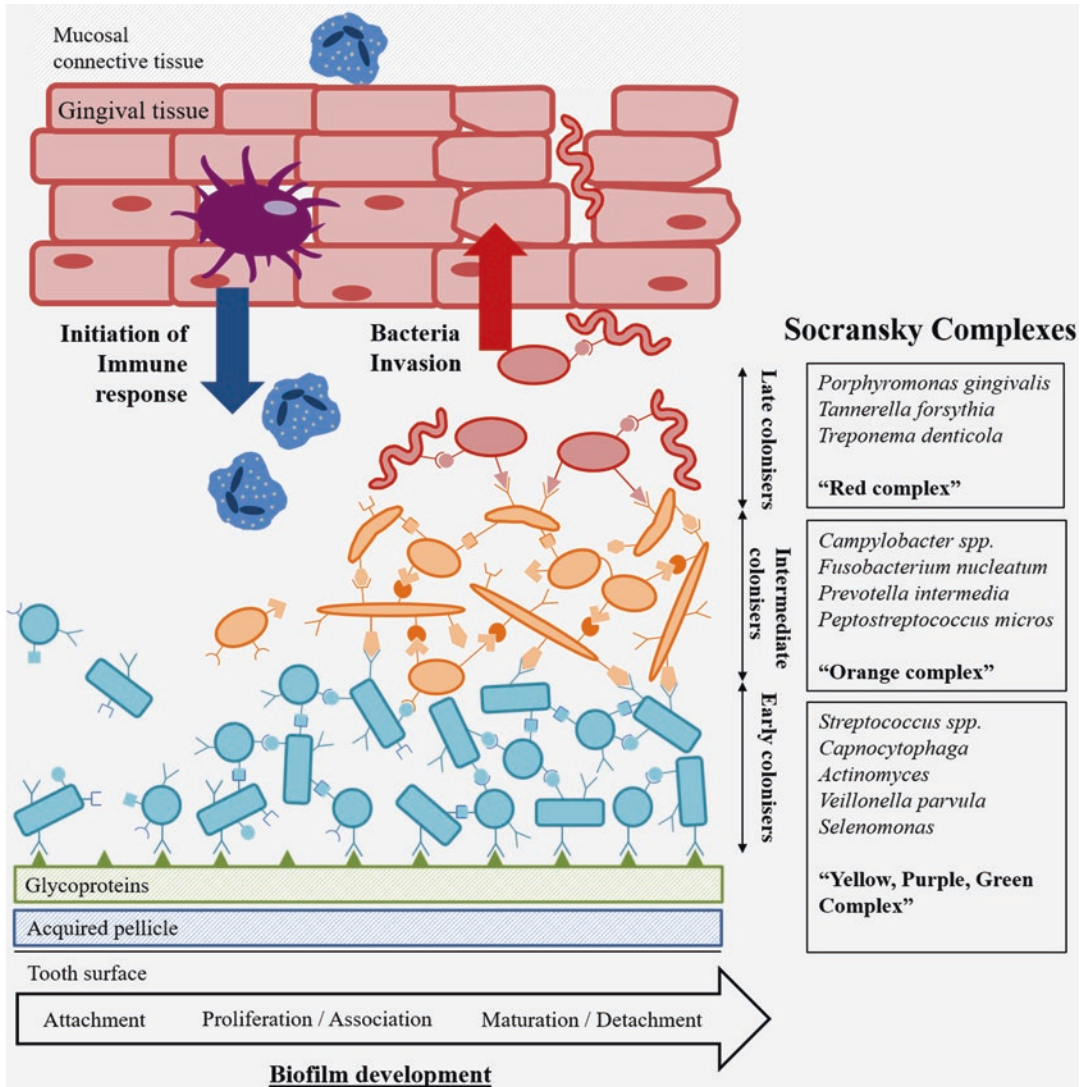 Mucosal
connective tissue
Gingival tissue
Initiation of
Immune
response
Bacteria
Invasion
Socransky Complexes
Late colonisers
Porphyromonas gingivalis
Tannerella forsythia
Treponema denticola
“Red complex”
Intermediate
colonisers
Campylobacter spp.
Fusobacterium nucleatum
Prevotella intermedia
Peptostreptococcus micros
“Orange complex”
Early colonisers
Streptococcus spp.
Capnocytophaga
Actinomyces
Veillonella parvula
Selenomonas
“Yellow, Purple, Green
Complex”
Glycoproteins
Acquired pellicle
Tooth surface
Attachment
Proliferation / Association
Maturation / Detachment
Biofilm development